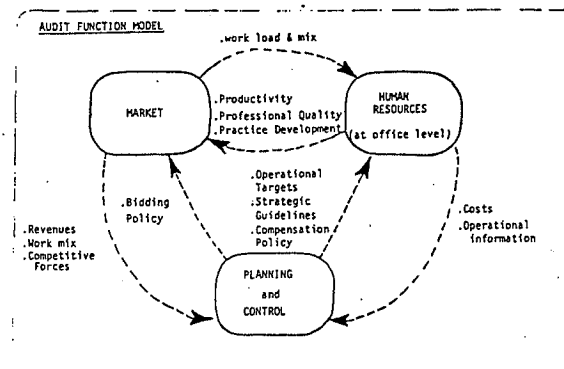 AUDIT FUNCTION MODEL
.work load & mix
MARKET
HUMAN
RESOURCES
(at office level)
.Productivity
.Professional Quality
.Practice Development
.Bidding
Policy
.Operational
Targets
.Strategic
Guidelines
.Compensation
Policy
.Revenues
.Work mix
.Competitive
Forces
.Costs
.Operational
information
PLANNING
and
CONTROL